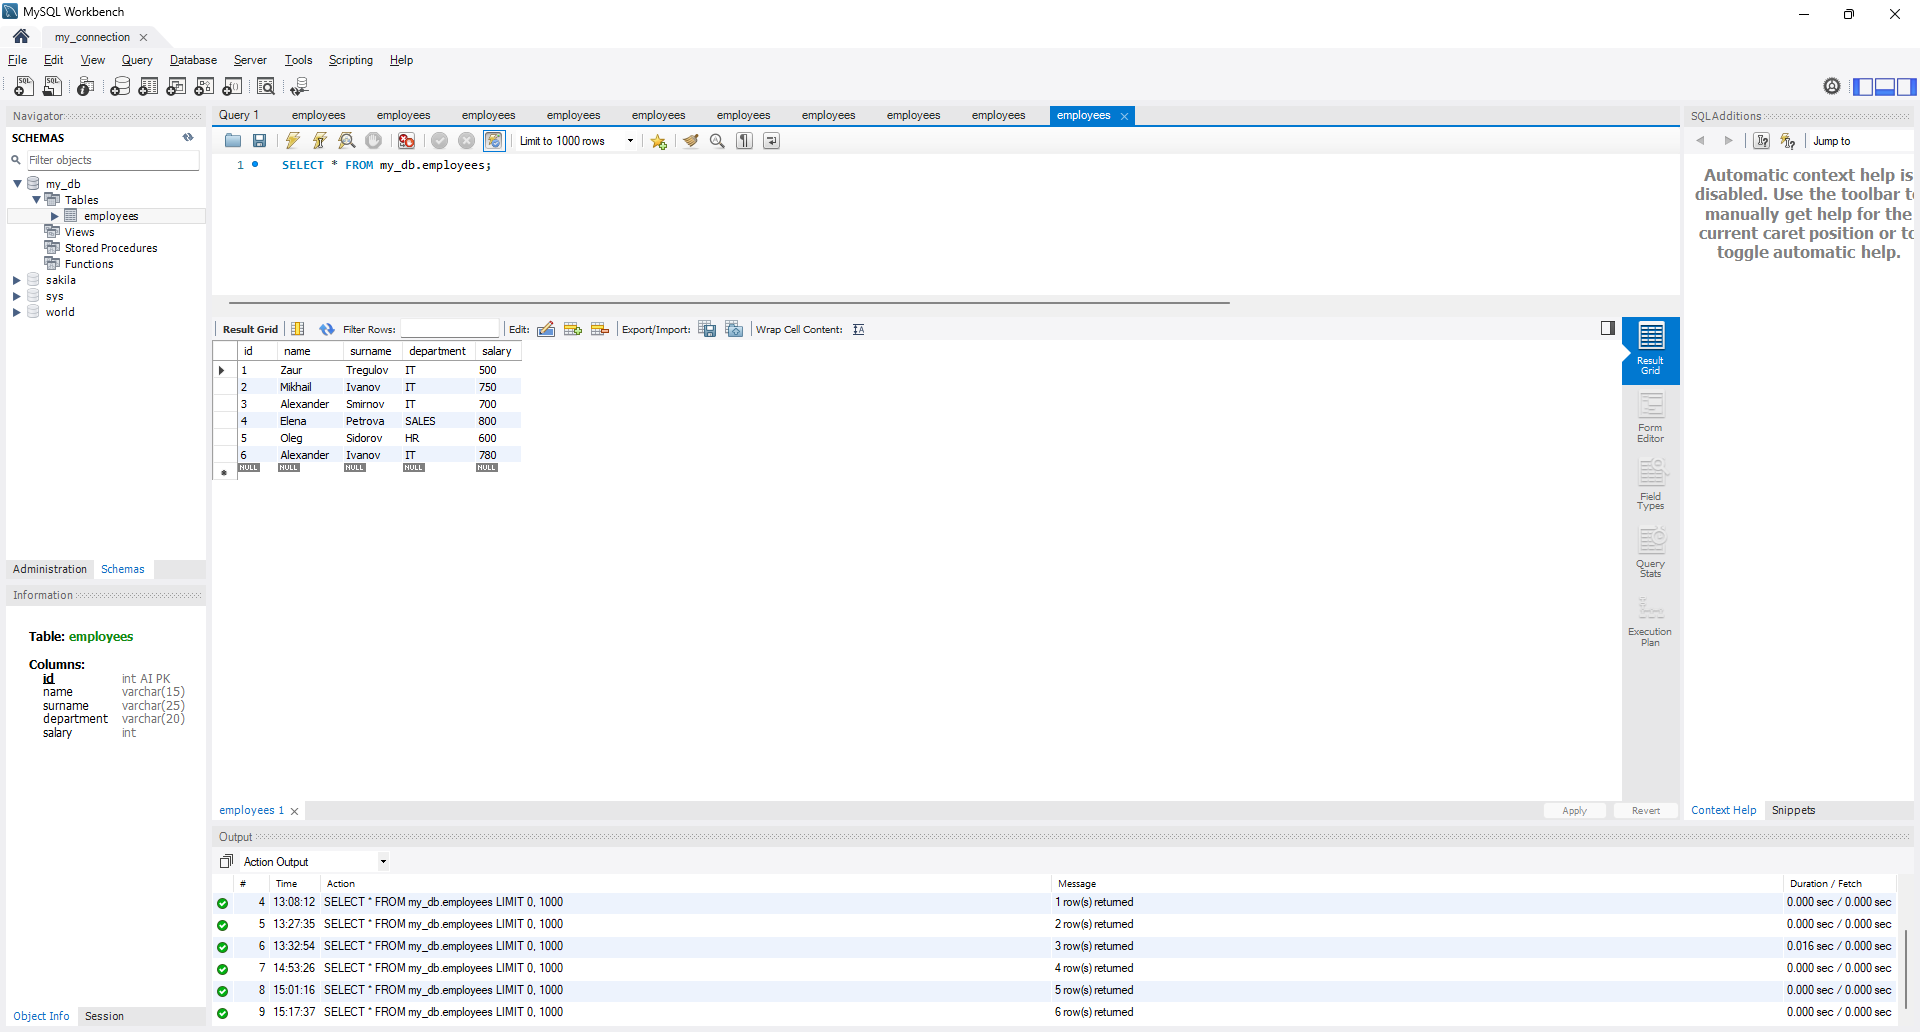 MySQL Workbench
my_connection
File Edit View Query Database Server Tools Scripting Help
Navigator
SCHEMAS
Filter objects
my_db
Tables
employees
Views
Stored Procedures
Functions
sakila
sys
world
Administration Schemas
Information
Table: employees
Columns:
id int AI PK
name varchar(15)
surname varchar(25)
department varchar(20)
salary int
Object Info Session
Query 1 employees employees employees employees employees employees employees employees employees employees
Limit to 1000 rows
1 SELECT * FROM my_db.employees;
Result Grid Filter Rows: Edit: Export/Import: Wrap Cell Content:
id name surname department salary
1 Zaur Tregulov IT 500
2 Mikhail Ivanov IT 750
3 Alexander Smirnov IT 700
4 Elena Petrova SALES 800
5 Oleg Sidorov HR 600
6 Alexander Ivanov IT 780
NULL NULL NULL NULL NULL
Result
Grid
Form
Editor
Field
Types
Query
Stats
Execution
Plan
employees 1 Apply Revert
SQLAdditions
Jump to
Automatic context help is
disabled. Use the toolbar t
manually get help for the
current caret position or to
toggle automatic help.
Context Help Snippets
Output
Action Output
# Time Action Message Duration / Fetch
4 13:08:12 SELECT * FROM my_db.employees LIMIT 0, 1000 1 row(s) returned 0.000 sec / 0.000 sec
5 13:27:35 SELECT * FROM my_db.employees LIMIT 0, 1000 2 row(s) returned 0.000 sec / 0.000 sec
6 13:32:54 SELECT * FROM my_db.employees LIMIT 0, 1000 3 row(s) returned 0.016 sec / 0.000 sec
7 14:53:26 SELECT * FROM my_db.employees LIMIT 0, 1000 4 row(s) returned 0.000 sec / 0.000 sec
8 15:01:16 SELECT * FROM my_db.employees LIMIT 0, 1000 5 row(s) returned 0.000 sec / 0.000 sec
9 15:17:37 SELECT * FROM my_db.employees LIMIT 0, 1000 6 row(s) returned 0.000 sec / 0.000 sec